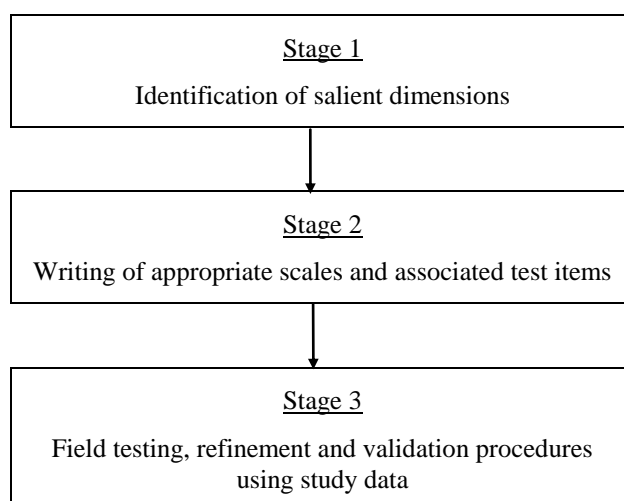 Stage 1
Identification of salient dimensions
Stage 2
Writing of appropriate scales and associated test items
Stage 3
Field testing, refinement and validation procedures
using study data